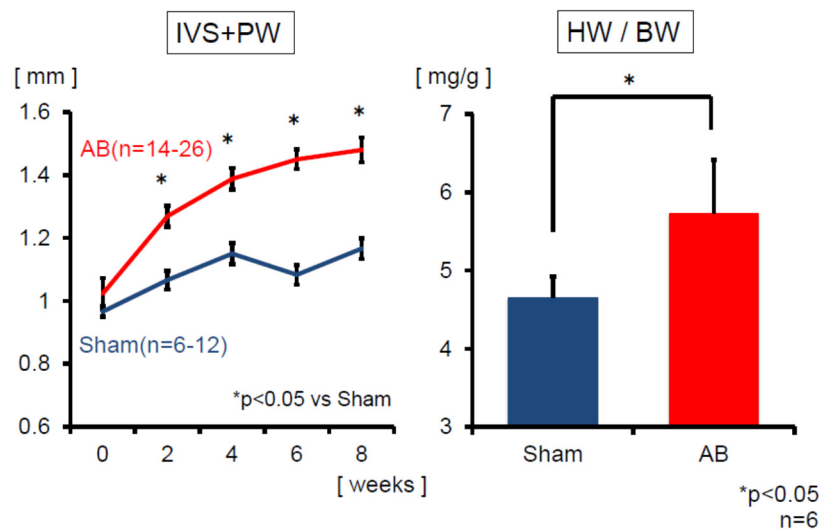 IVS+PW
[ mm ]
1.6
1.4
1.2
1
0.8
0.6
AB(n=14-26)
*
*
*
*
Sham(n=6-12)
*p<0.05 vs Sham
0
2
4
6
8
[ weeks ]
HW / BW
[ mg/g ]
7
6
5
4
3
*
Sham
AB
*p<0.05
n=6